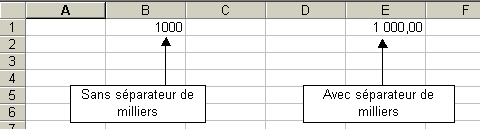 A B C D E F
1 1000 1 000,00
2
3
4
5 Sans séparateur de Avec séparateur de
6 milliers milliers
7